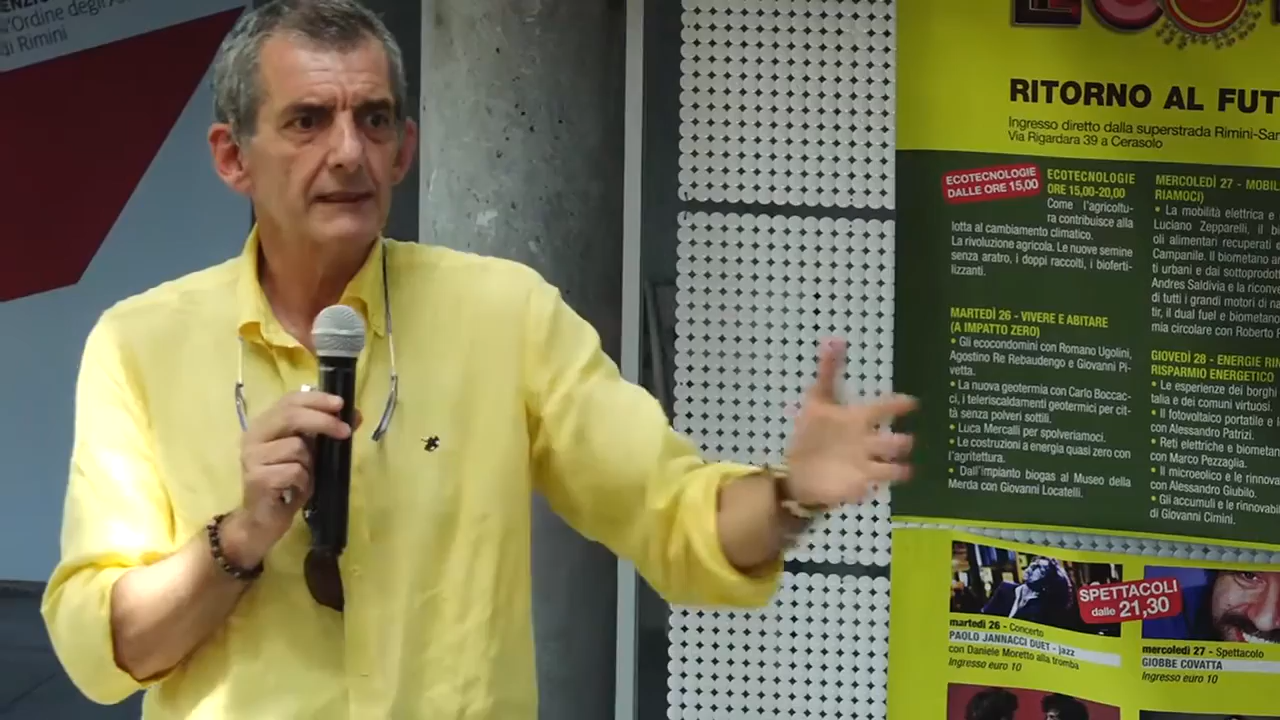 l'Ordine degli
di Rimini
RITORNO AL FUT
Ingresso diretto dalla superstrada Rimini-San
Via Rigardara 39 a Cerasolo
ECOTECNOLOGIE
DALLE ORE 15,00
ECOTECNOLOGIE
ORE 15,00-20,00
Come l'agricoltu-
ra contribuisce alla
lotta al cambiamento climatico.
La rivoluzione agricola. Le nuove semine
senza aratro, i doppi raccolti, i bioferti-
lizzanti.
MARTEDÌ 26 - VIVERE E ABITARE
(A IMPATTO ZERO)
• Gli ecocondomini con Romano Ugolini,
Agostino Re Rebaudengo e Giovanni Pi-
vetta.
• La nuova geotermia con Carlo Boccac-
ci, i teleriscaldamenti geotermici per cit-
tà senza polveri sottili.
• Luca Mercalli per spolveriamoci.
• Le costruzioni a energia quasi zero con
l'agritettura.
• Dall'impianto biogas al Museo della
Merda con Giovanni Locatelli.
MERCOLEDÌ 27 - MOBIL
RIAMOCI)
• La mobilità elettrica e
Luciano Zepparelli, il bi
oli alimentari recuperati d
Campanile. Il biometano ar
ti urbani e dai sottoprodott
Andres Saldivia e la riconve
di tutti i grandi motori di na
tir, il dual fuel e biometano
mia circolare con Roberto
GIOVEDÌ 28 - ENERGIE RIN
RISPARMIO ENERGETICO
• Le esperienze dei borghi
talia e dei comuni virtuosi.
• Il fotovoltaico portatile e i
con Alessandro Patrizi.
• Reti elettriche e biometan
con Marco Pezzaglia.
• Il microeolico e le rinnova
con Alessandro Giubilo.
• Gli accumuli e le rinnovabi
di Giovanni Cimini.
SPETTACOLI
dalle 21,30
martedì 26 - Concerto
PAOLO JANNACCI DUET - jazz
con Daniele Moretto alla tromba
Ingresso euro 10
mercoledì 27 - Spettacolo
GIOBBE COVATTA
Ingresso euro 10